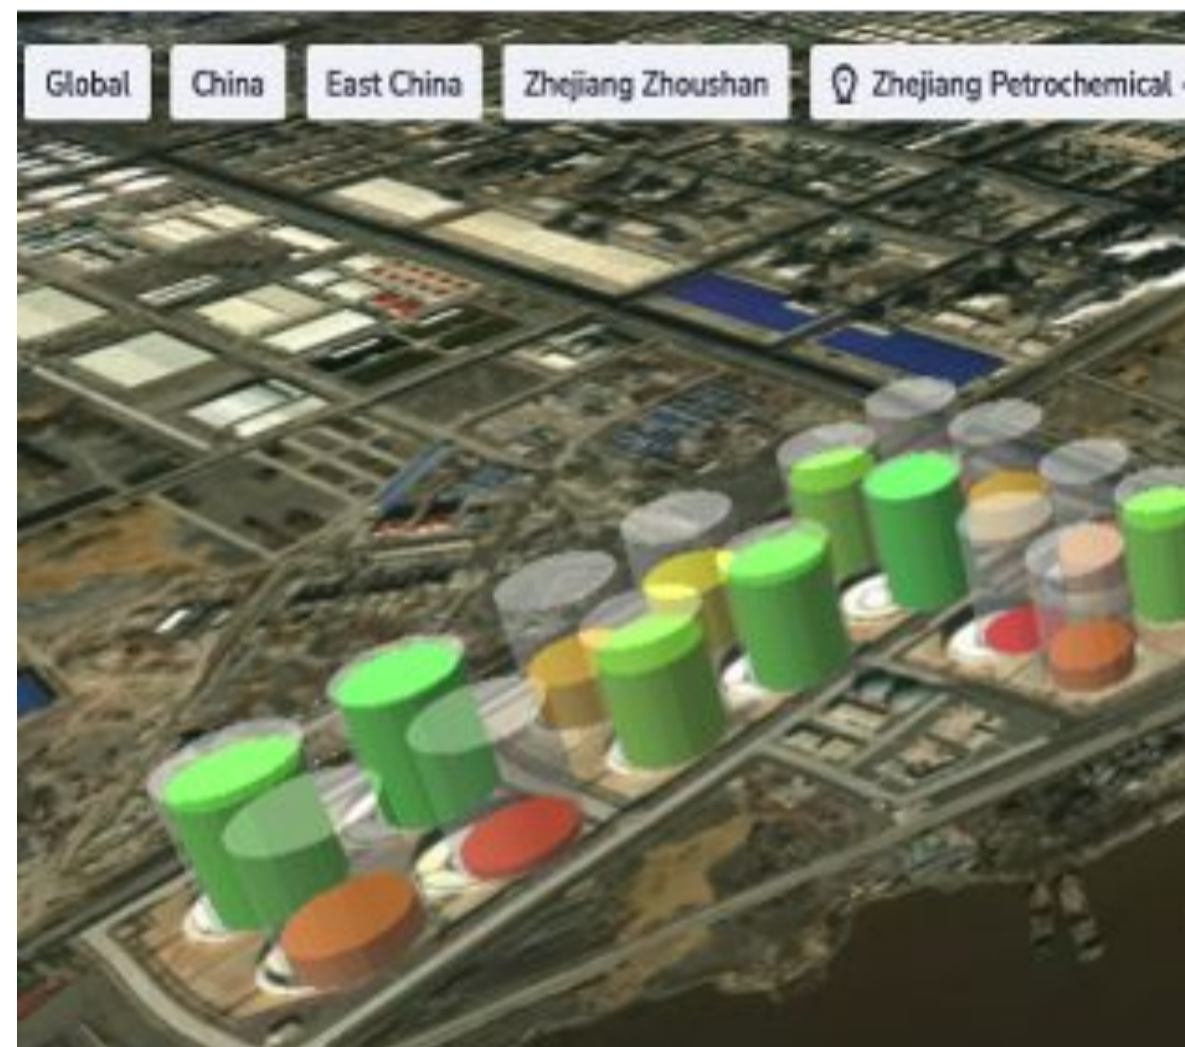 Global
China
East China
Zhejiang Zhoushan
Zhejiang Petrochemical -